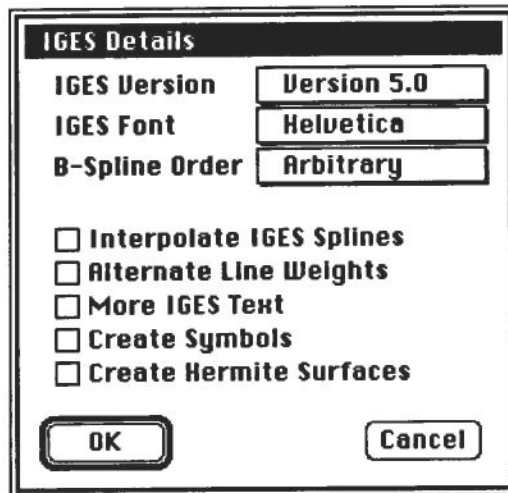 IGES Details
IGES Version Version 5.0
IGES Font Helvetica
B-Spline Order Arbitrary
Interpolate IGES Splines
Alternate Line Weights
More IGES Text
Create Symbols
Create Hermite Surfaces
OK Cancel